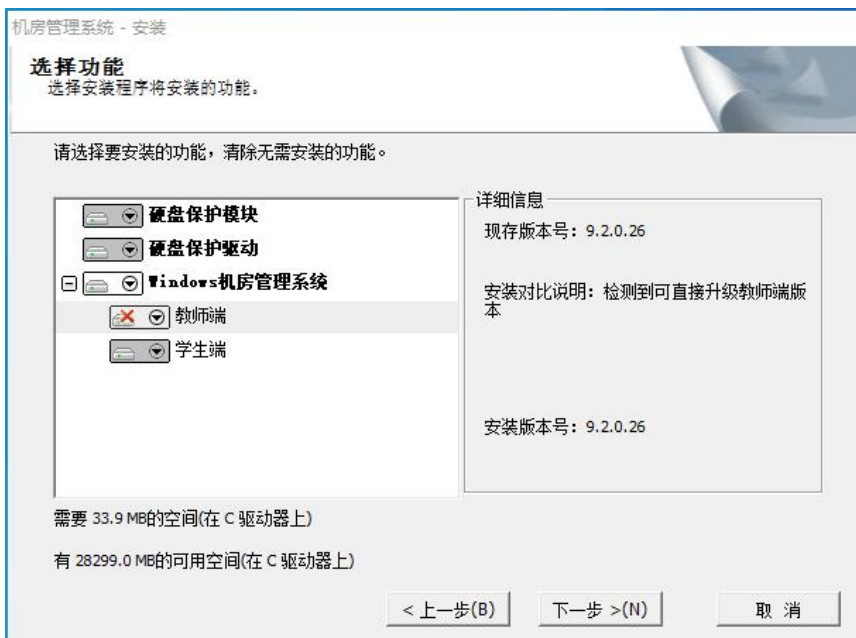 机房管理系统 - 安装
选择功能
选择安装程序将安装的功能。
请选择要安装的功能，清除无需安装的功能。
硬盘保护模块
硬盘保护驱动
Windows机房管理系统
教师端
学生端
详细信息
现存版本号：9.2.0.26
安装对比说明：检测到可直接升级教师端版
本
安装版本号：9.2.0.26
需要 33.9 MB的空间(在 C 驱动器上)
有 28299.0 MB的可用空间(在 C 驱动器上)
< 上一步(B)
下一步 >(N)
取 消